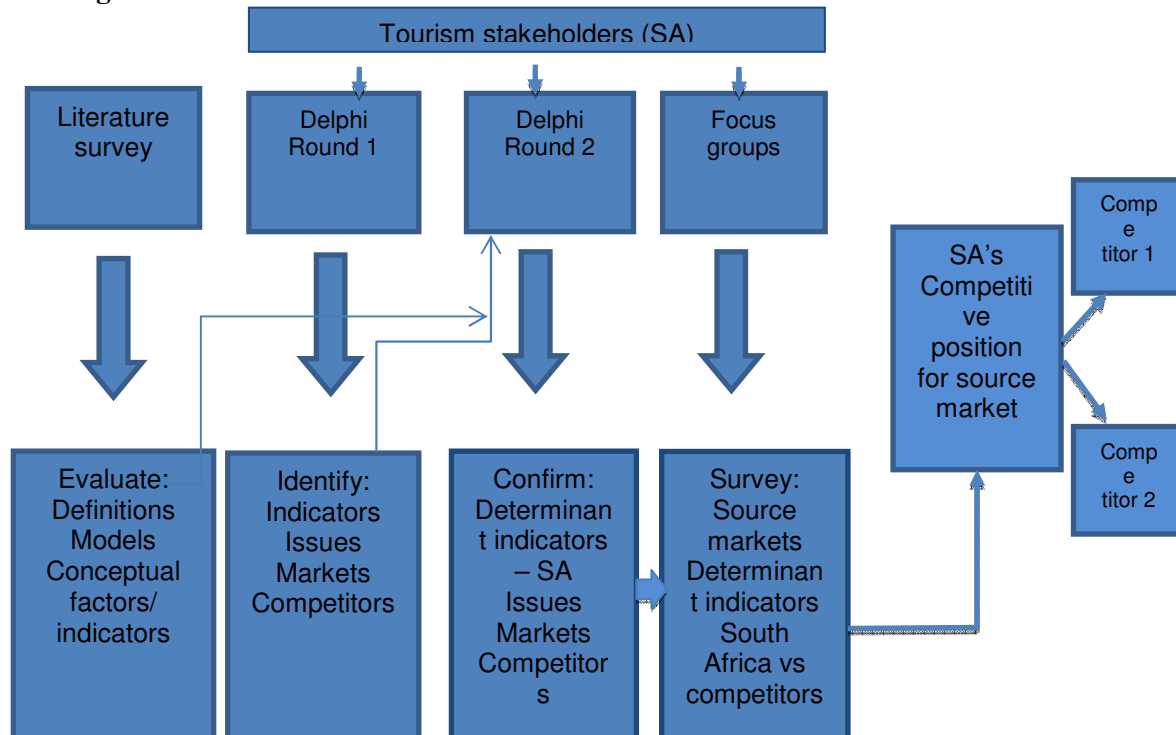 Tourism stakeholders (SA)
Literature
survey
Delphi
Round 1
Delphi
Round 2
Focus
groups
Comp
e
titor 1
SA's
Competiti
ve
position
for source
market
Comp
e
titor 2
Evaluate:
Definitions
Models
Conceptual
factors/
indicators
Identify:
Indicators
Issues
Markets
Competitors
Confirm:
Determinan
t indicators
– SA
Issues
Markets
Competitor
s
Survey:
Source
markets
Determinan
t indicators
South
Africa vs
competitors